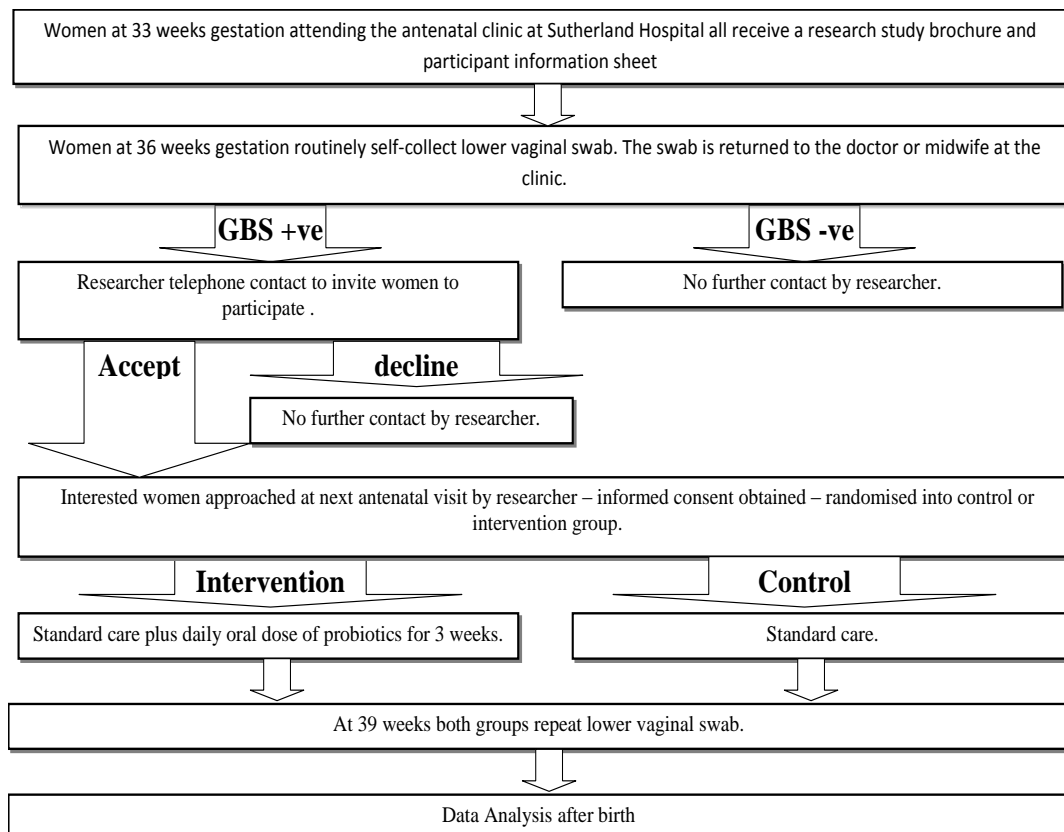 Women at 33 weeks gestation attending the antenatal clinic at Sutherland Hospital all receive a research study brochure and
participant information sheet
Women at 36 weeks gestation routinely self-collect lower vaginal swab. The swab is returned to the doctor or midwife at the
clinic.
GBS +ve
GBS -ve
Researcher telephone contact to invite women to
participate .
No further contact by researcher.
Accept
decline
No further contact by researcher.
Interested women approached at next antenatal visit by researcher – informed consent obtained – randomised into control or
intervention group.
Intervention
Control
Standard care plus daily oral dose of probiotics for 3 weeks.
Standard care.
At 39 weeks both groups repeat lower vaginal swab.
Data Analysis after birth